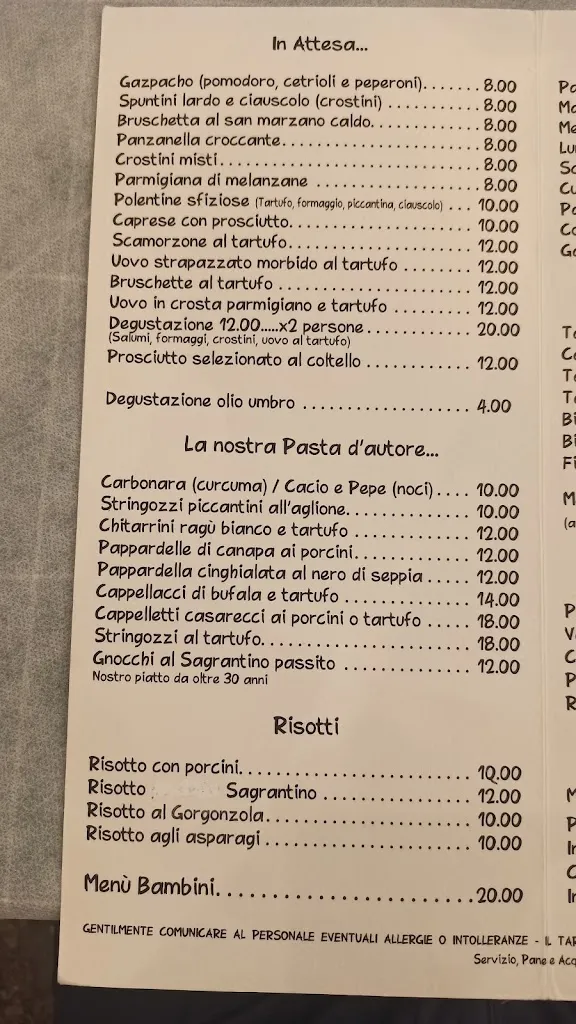 In Attesa...
Gazpacho (pomodoro, cetrioli e peperoni)....... 8.00
Spuntini lardo e ciauscolo (crostini) ........... 8.00
Bruschetta al san marzano caldo............. 8.00
Panzanella croccante......................... 8.00
Crostini misti................................. 8.00
Parmigiana di melanzane ..................... 8.00
Polentine sfiziose (Tartufo, formaggio, piccantina, ciauscolo) ... 10.00
Caprese con prosciutto........................ 10.00
Scamorzone al tartufo........................ 12.00
Uovo strapazzato morbido al tartufo ........ 12.00
Bruschette al tartufo ......................... 12.00
Uovo in crosta parmigiano e tartufo ......... 12.00
Degustazione 12.00.....x2 persone............. 20.00
(Salumi, formaggi, crostini, uovo al tartufo)
Prosciutto selezionato al coltello .............. 12.00
Degustazione olio umbro ..................... 4.00
La nostra Pasta d'autore...
Carbonara (curcuma) / Cacio e Pepe (noci).... 10.00
Stringozzi piccantini all'aglione............... 10.00
Chitarrini ragù bianco e tartufo .............. 12.00
Pappardelle di canapa ai porcini.............. 12.00
Pappardella cinghialata al nero di seppia ..... 12.00
Cappellacci di bufala e tartufo ................ 14.00
Cappelletti casarecci ai porcini o tartufo ..... 18.00
Stringozzi al tartufo.......................... 18.00
Gnocchi al Sagrantino passito ................ 12.00
Nostro piatto da oltre 30 anni
Risotti
Risotto con porcini............................ 10.00
Risotto Sagrantino .................. 12.00
Risotto al Gorgonzola......................... 10.00
Risotto agli asparagi .......................... 10.00
Menù Bambini.......................... 20.00
GENTILMENTE COMUNICARE AL PERSONALE EVENTUALI ALLERGIE O INTOLLERANZE - IL TAR
Servizio, Pane e Acq